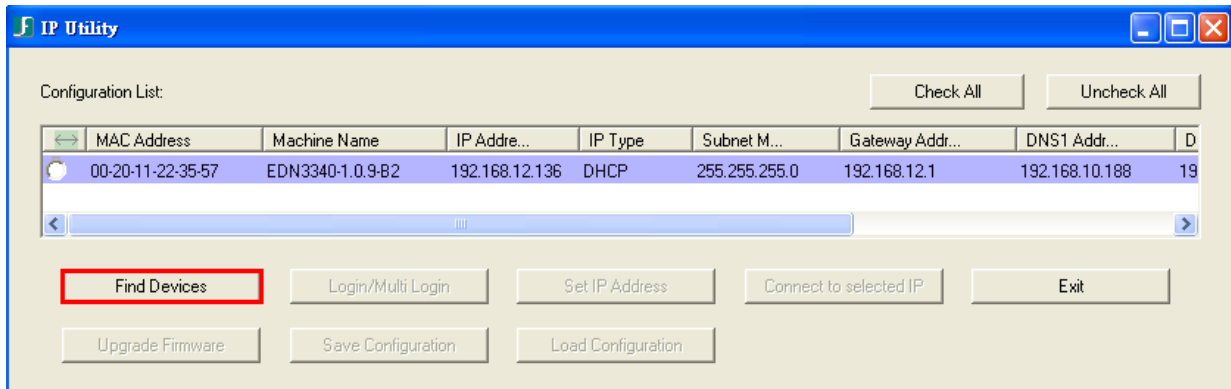 IP Utility
Configuration List: Check All Uncheck All
MAC Address Machine Name IP Addre... IP Type Subnet M... Gateway Addr... DNS1 Addr... D
00-20-11-22-35-57 EDN3340-1.0.9-B2 192.168.12.136 DHCP 255.255.255.0 192.168.12.1 192.168.10.188 19
Find Devices Login/Multi Login Set IP Address Connect to selected IP Exit
Upgrade Firmware Save Configuration Load Configuration